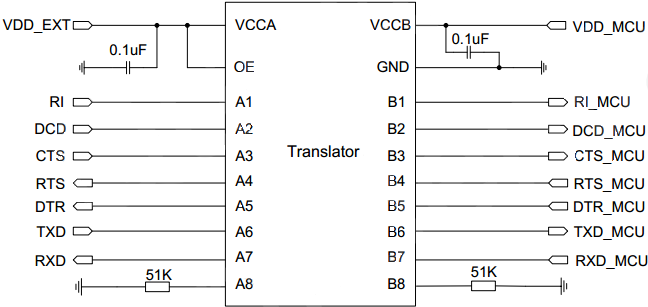 VDD_EXT VCCA VCCB VDD_MCU
0.1uF 0.1uF
OE GND
RI A1 B1 RI_MCU
DCD A2 B2 DCD_MCU
CTS A3 Translator B3 CTS_MCU
RTS A4 B4 RTS_MCU
DTR A5 B5 DTR_MCU
TXD A6 B6 TXD_MCU
RXD A7 B7 RXD_MCU
51K A8 B8 51K